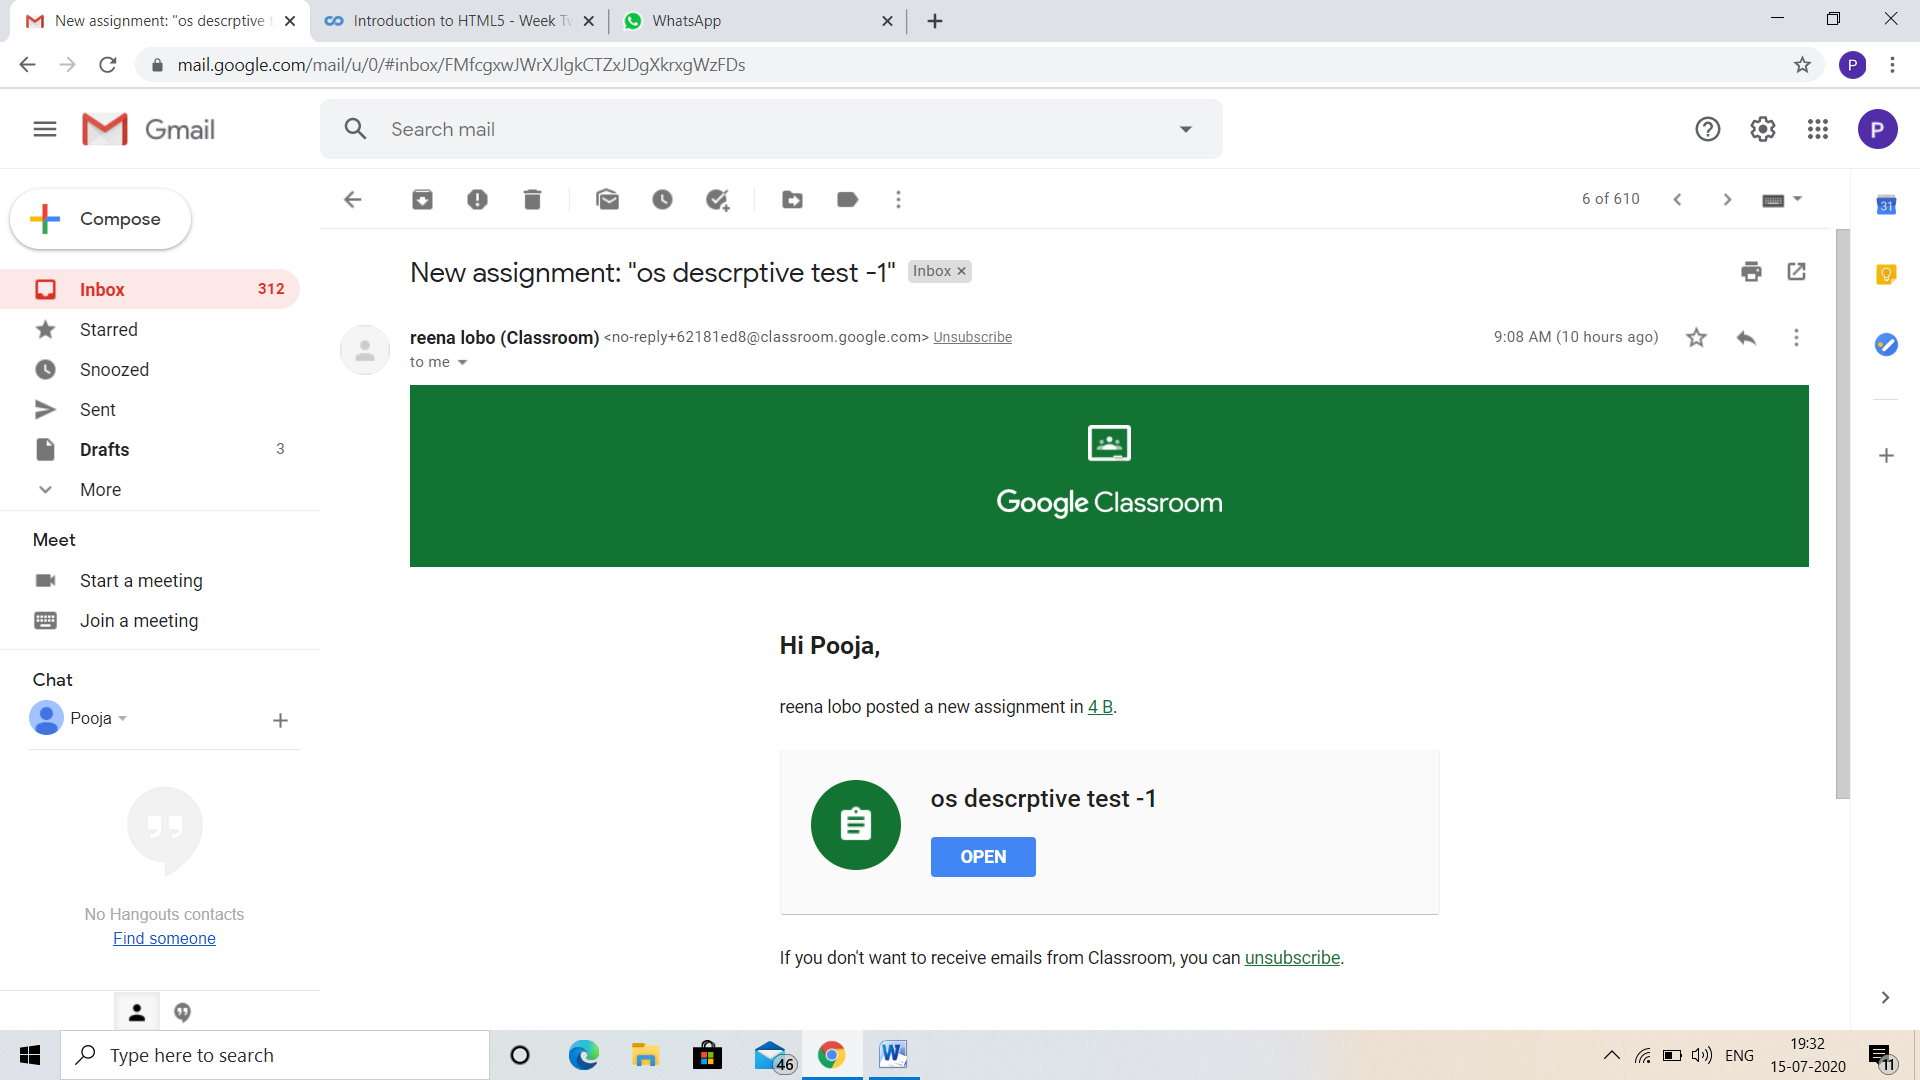 New assignment: "os descrptive t
Introduction to HTML5 - Week Tw
WhatsApp
mail.google.com/mail/u/0/#inbox/FMfcgxwJWrXJlgkCTZxJDgXkrxgWzFDs
P
Gmail
Search mail
P
Compose
6 of 610
31
New assignment: "os descrptive test -1"
Inbox ×
Inbox 312
Starred
Snoozed
Sent
Drafts 3
More
reena lobo (Classroom) <no-reply+62181ed8@classroom.google.com> Unsubscribe
9:08 AM (10 hours ago)
to me
Google Classroom
Meet
Start a meeting
Join a meeting
Hi Pooja,
reena lobo posted a new assignment in 4 B.
Chat
Pooja
os descrptive test -1
OPEN
No Hangouts contacts
Find someone
If you don't want to receive emails from Classroom, you can unsubscribe.
Type here to search
46
W
ENG
19:32
15-07-2020
11